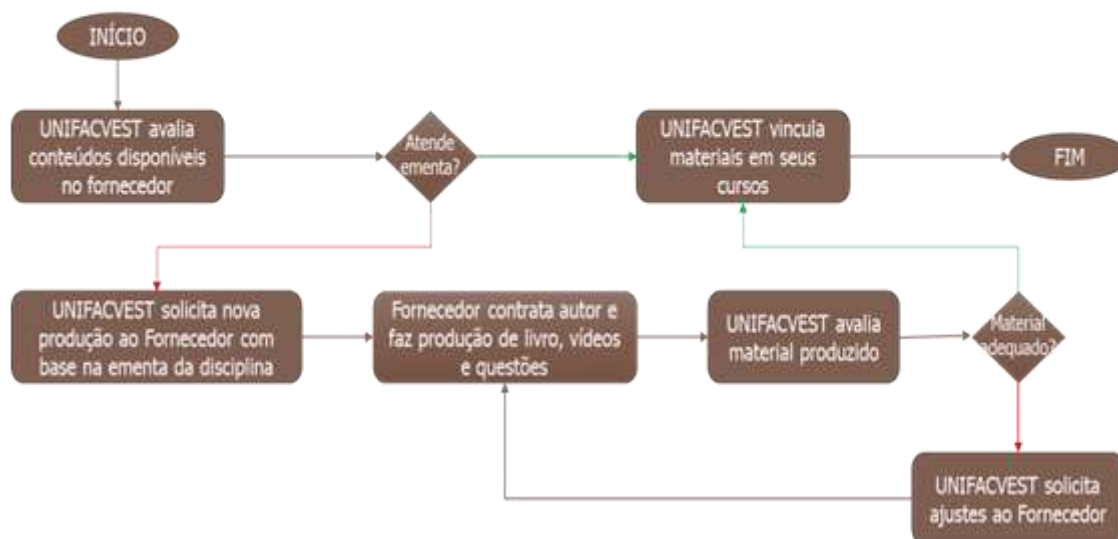 INÍCIO
UNIFACVEST avalia
conteúdos disponíveis
no fornecedor
Atende
ementa?
UNIFACVEST vincula
materiais em seus
cursos
FIM
UNIFACVEST solicita nova
produção ao Fornecedor com
base na ementa da disciplina
Fornecedor contrata autor e
faz produção de livro, vídeos
e questões
UNIFACVEST avalia
material produzido
Material
adequado?
UNIFACVEST solicita
ajustes ao Fornecedor